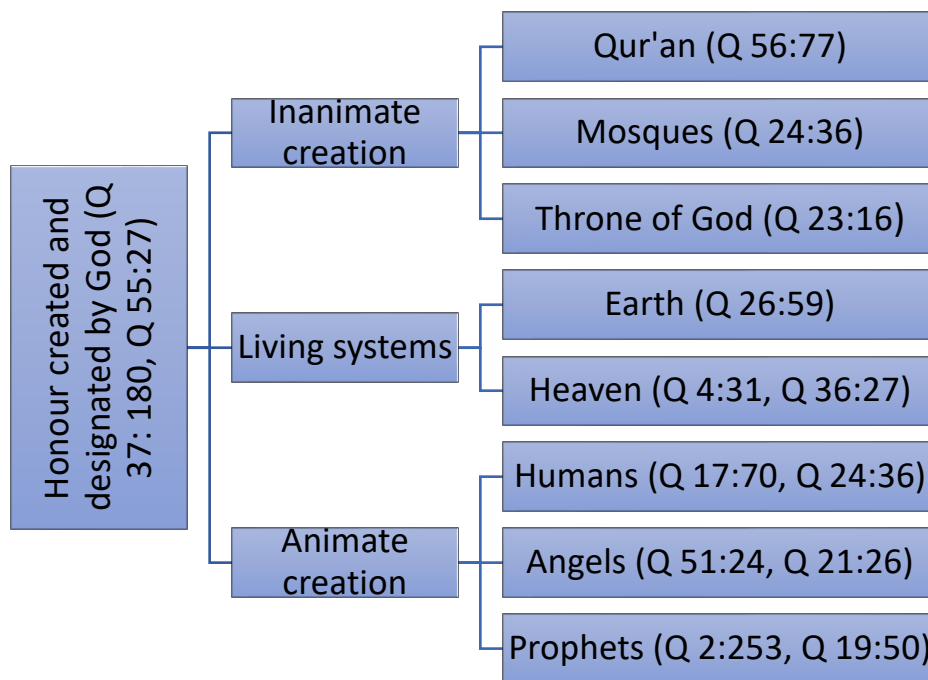 Honour created and
designated by God (Q
37: 180, Q 55:27)
Inanimate
creation
Qur'an (Q 56:77)
Mosques (Q 24:36)
Throne of God (Q 23:16)
Living systems
Earth (Q 26:59)
Heaven (Q 4:31, Q 36:27)
Animate
creation
Humans (Q 17:70, Q 24:36)
Angels (Q 51:24, Q 21:26)
Prophets (Q 2:253, Q 19:50)